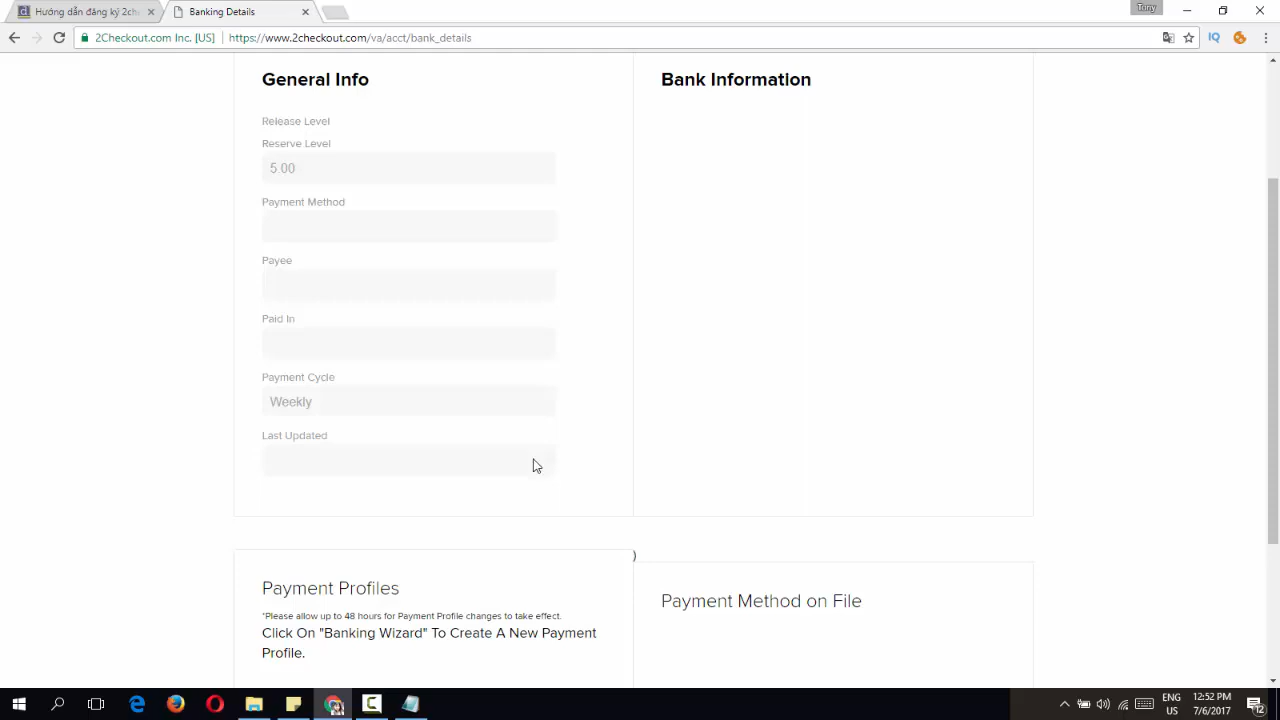 Hướng dẫn đăng ký 2che
Banking Details
Tiny
2Checkout.com Inc. [US]
https://www.2checkout.com/va/acct/bank_details
IQ
General Info
Bank Information
Release Level
Reserve Level
5.00
Payment Method
Payee
Paid In
Payment Cycle
Weekly
Last Updated
)
Payment Profiles
*Please allow up to 48 hours for Payment Profile changes to take effect.
Click On "Banking Wizard" To Create A New Payment
Profile.
Payment Method on File
ENG
US
12:52 PM
7/6/2017
12